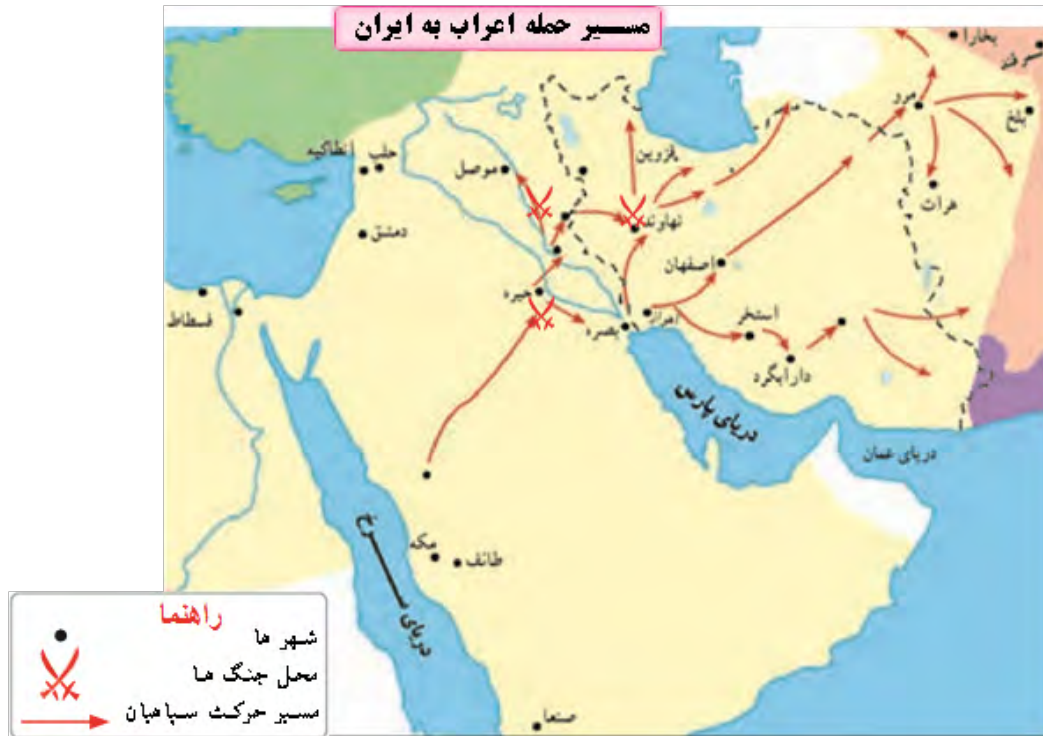 مسیر حمله اعراب به ایران
بخارا
سمرقند
مرو
بلخ
هرات
قزوین
نهاوند
موصل
حلب
انطاکیه
دمشق
اصفهان
حیره
فسطاط
بصره
اهواز
استخر
دارابگرد
دریای پارس
دریای عمان
دریای سرخ
مکه
طائف
صنعا
راهنما
شهر ها
محل جنگ ها
مسیر حرکت سپاهیان